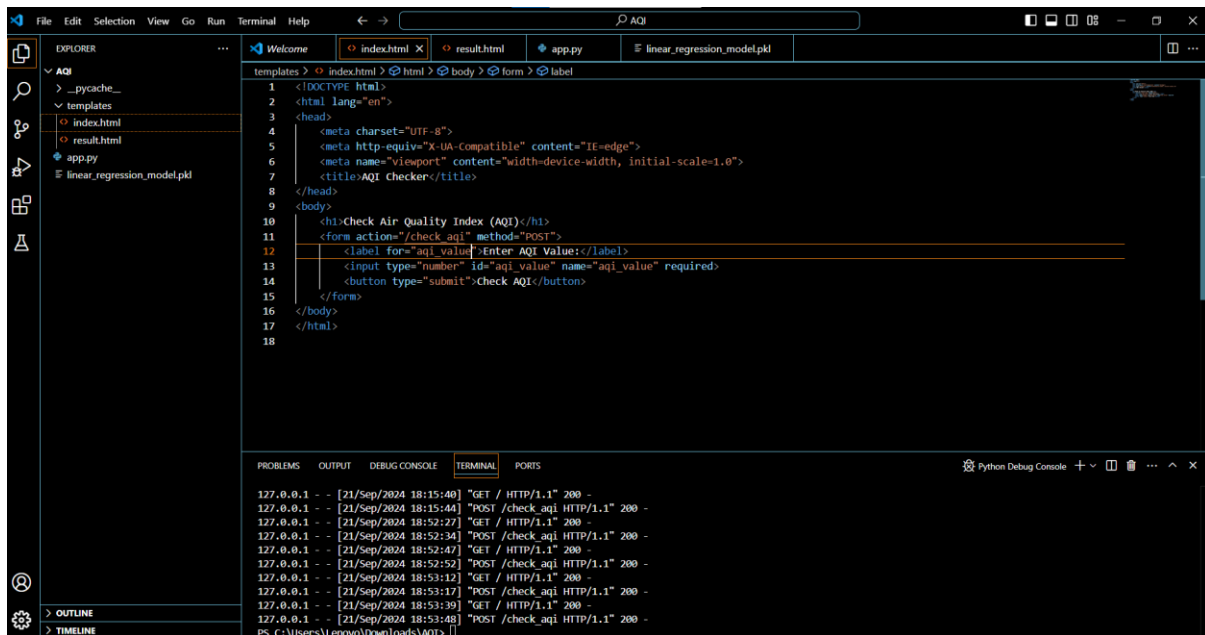 File Edit Selection View Go Run Terminal Help
AQI
EXPLORER
AQI
__pycache__
templates
index.html
result.html
app.py
linear_regression_model.pkl
OUTLINE
TIMELINE
Welcome index.html result.html app.py linear_regression_model.pkl
templates > index.html > html > body > form > label
1 <!DOCTYPE html>
2 <html lang="en">
3 <head>
4 <meta charset="UTF-8">
5 <meta http-equiv="X-UA-Compatible" content="IE=edge">
6 <meta name="viewport" content="width=device-width, initial-scale=1.0">
7 <title>AQI Checker</title>
8 </head>
9 <body>
10 <h1>Check Air Quality Index (AQI)</h1>
11 <form action="/check_aqi" method="POST">
12 <label for="aqi_value">Enter AQI Value:</label>
13 <input type="number" id="aqi_value" name="aqi_value" required>
14 <button type="submit">Check AQI</button>
15 </form>
16 </body>
17 </html>
18
PROBLEMS OUTPUT DEBUG CONSOLE TERMINAL PORTS
Python Debug Console
127.0.0.1 - - [21/Sep/2024 18:15:40] "GET / HTTP/1.1" 200 -
127.0.0.1 - - [21/Sep/2024 18:15:44] "POST /check_aqi HTTP/1.1" 200 -
127.0.0.1 - - [21/Sep/2024 18:52:27] "GET / HTTP/1.1" 200 -
127.0.0.1 - - [21/Sep/2024 18:52:34] "POST /check_aqi HTTP/1.1" 200 -
127.0.0.1 - - [21/Sep/2024 18:52:47] "GET / HTTP/1.1" 200 -
127.0.0.1 - - [21/Sep/2024 18:52:52] "POST /check_aqi HTTP/1.1" 200 -
127.0.0.1 - - [21/Sep/2024 18:53:12] "GET / HTTP/1.1" 200 -
127.0.0.1 - - [21/Sep/2024 18:53:17] "POST /check_aqi HTTP/1.1" 200 -
127.0.0.1 - - [21/Sep/2024 18:53:39] "GET / HTTP/1.1" 200 -
127.0.0.1 - - [21/Sep/2024 18:53:48] "POST /check_aqi HTTP/1.1" 200 -
PS C:\Users\Lenovo\Downloads\AQI>